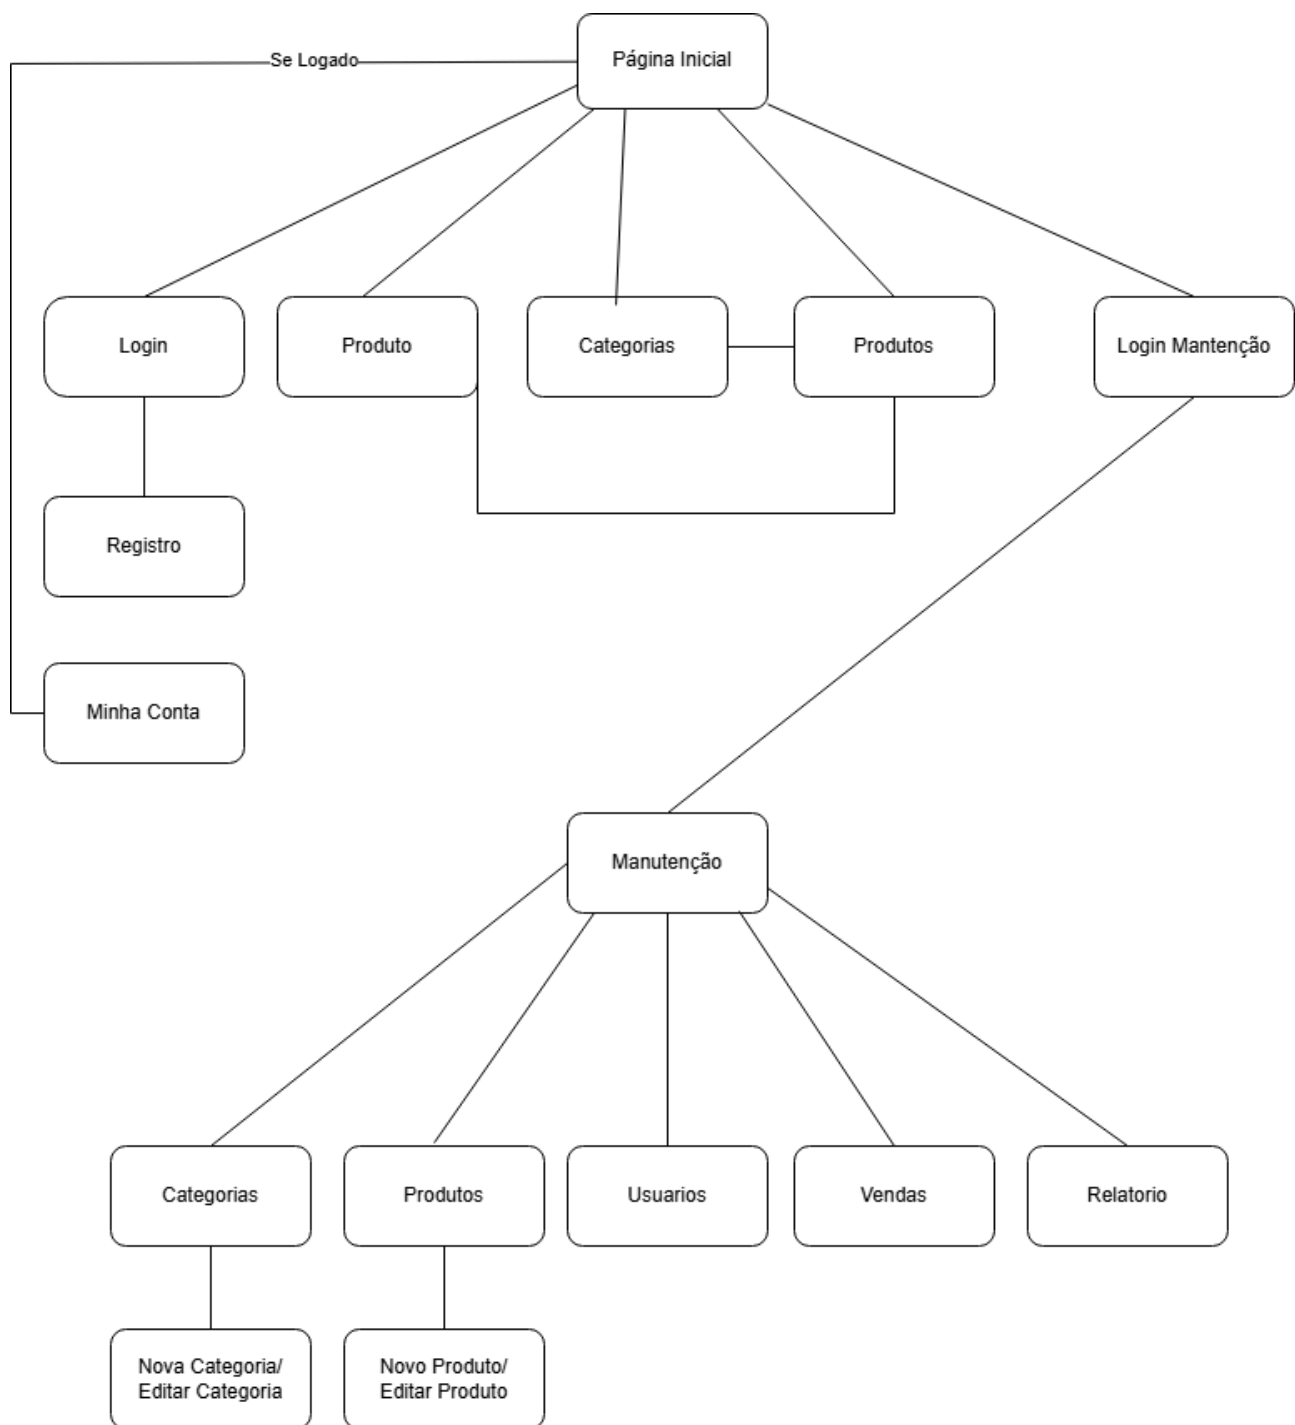 Página Inicial
Se Logado
Login
Produto
Categorias
Produtos
Login Mantenção
Registro
Minha Conta
Manutenção
Categorias
Produtos
Usuarios
Vendas
Relatorio
Nova Categoria/
Editar Categoria
Novo Produto/
Editar Produto